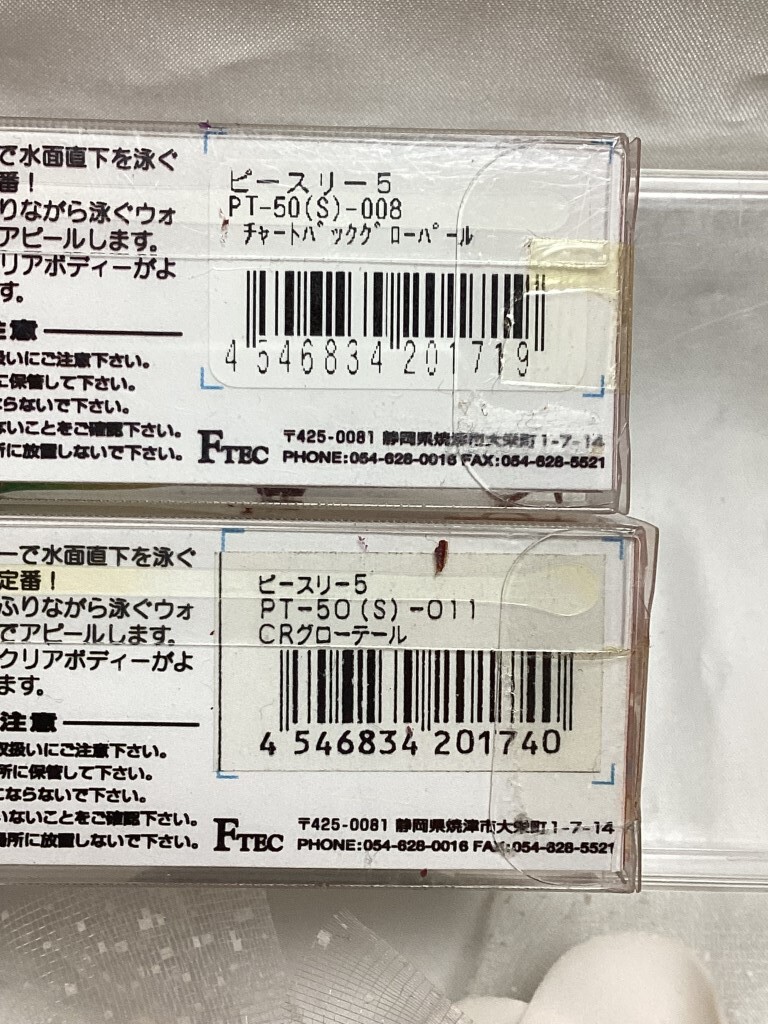 で水面直下を泳ぐ
番！
りながら泳ぐウォ
アピールします。
リアボディーがよ
す。
注意
扱いにご注意下さい。
に保管して下さい。
ならないで下さい。
ないことをご確認下さい。
所に放置しないで下さい。
ピースリー5
PT-50(S)-008
チャートバックグローパール
4 546834 201719
FTEC
〒425-0081 静岡県焼津市大栄町1-7-14
PHONE:054-628-0016 FAX:054-628-5521
ーで水面直下を泳ぐ
定番！
ふりながら泳ぐウォ
でアピールします。
クリアボディーがよ
ます。
注意
取扱いにご注意下さい。
所に保管して下さい。
にならないで下さい。
いないことをご確認下さい。
場所に放置しないで下さい。
ピースリー5
PT-50(S)-011
CRグローテール
4 546834 201740
FTEC
〒425-0081 静岡県焼津市大栄町1-7-14
PHONE:054-628-0016 FAX:054-628-5521